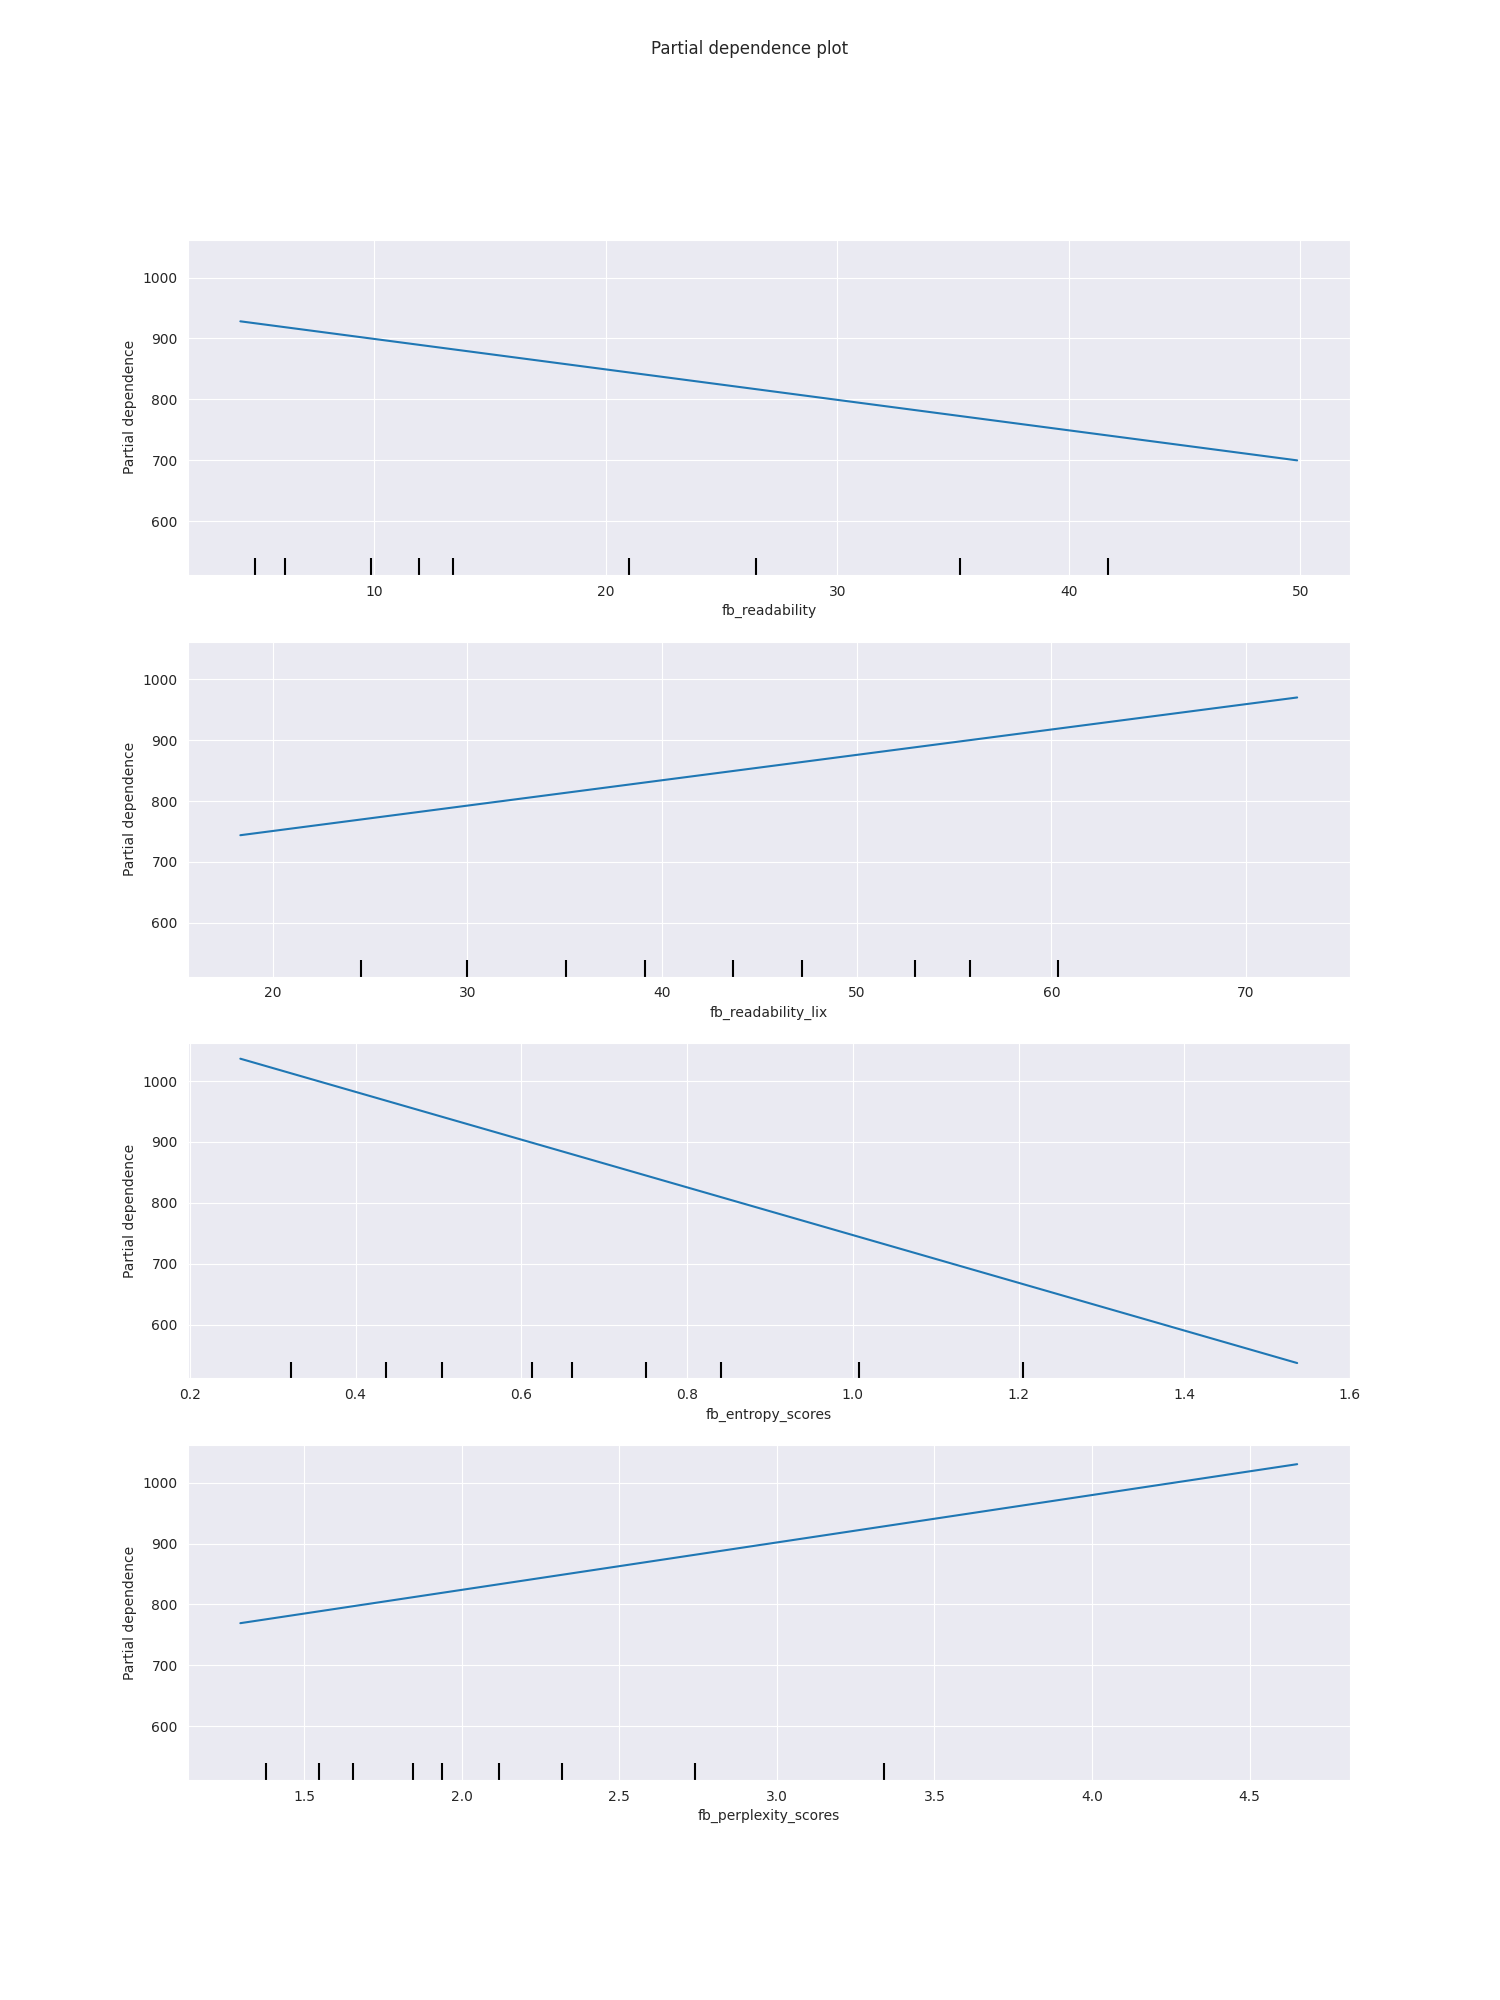 Partial dependence plot
1000
900
800
700
600
Partial dependence
10 20 30 40 50
fb_readability
1000
900
800
700
600
Partial dependence
20 30 40 50 60 70
fb_readability_lix
1000
900
800
700
600
Partial dependence
0.2 0.4 0.6 0.8 1.0 1.2 1.4 1.6
fb_entropy_scores
1000
900
800
700
600
Partial dependence
1.5 2.0 2.5 3.0 3.5 4.0 4.5
fb_perplexity_scores